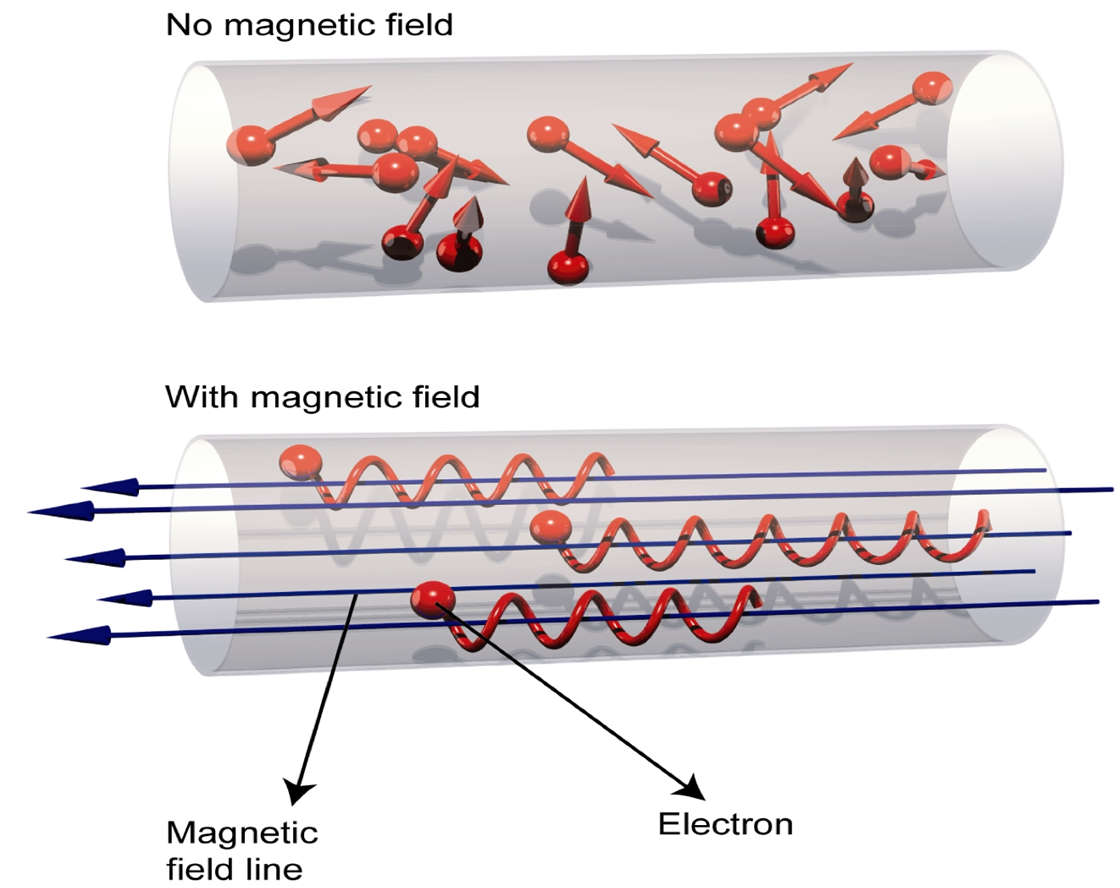 No magnetic field
With magnetic field
Magnetic
field line
Electron